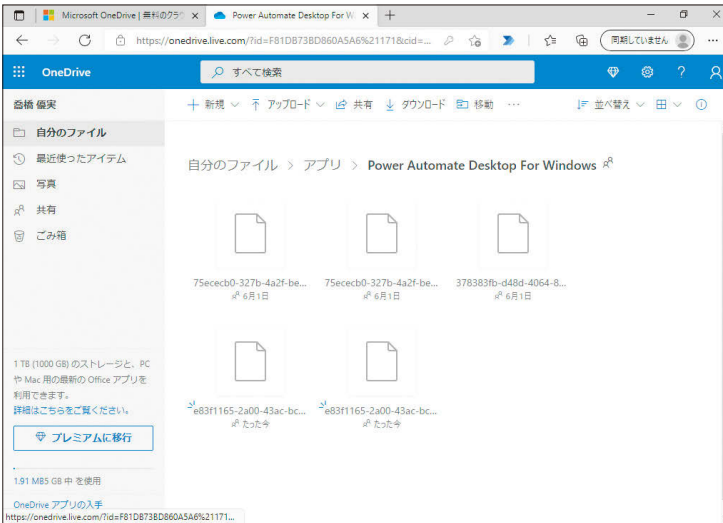 Microsoft OneDrive | 無料のクラウ
Power Automate Desktop For W
https://onedrive.live.com/?id=F81DB73BD860A5A6%21171&cid=...
同期していません
OneDrive
すべて検索
?
喬橋 優実
新規
アップロード
共有
ダウンロード
移動
...
並べ替え
自分のファイル
最近使ったアイテム
写真
共有
ごみ箱
自分のファイル > アプリ > Power Automate Desktop For Windows
75ececb0-327b-4a2f-be...
6月1日
75ececb0-327b-4a2f-be...
6月1日
378383fb-d48d-4064-8...
6月1日
e83f1165-2a00-43ac-bc...
たった今
e83f1165-2a00-43ac-bc...
たった今
1 TB (1000 GB) のストレージと、PC
や Mac 用の最新の Office アプリを
利用できます。
詳細はこちらをご覧ください。
プレミアムに移行
1.91 MB5 GB 中 を使用
OneDrive アプリの入手
https://onedrive.live.com/?id=F81DB73BD860A5A6%21171...